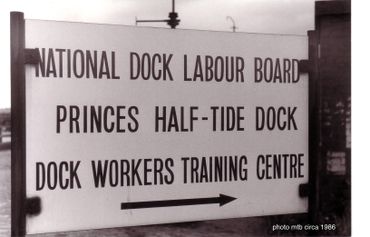 NATIONAL DOCK LABOUR BOARD
PRINCES HALF-TIDE DOCK
DOCK WORKERS TRAINING CENTRE
photo mtb circa 1986